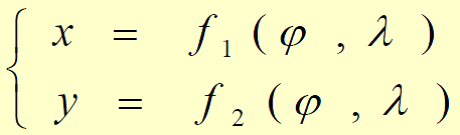 x = f₁ ( φ , λ )
y = f₂ ( φ , λ )